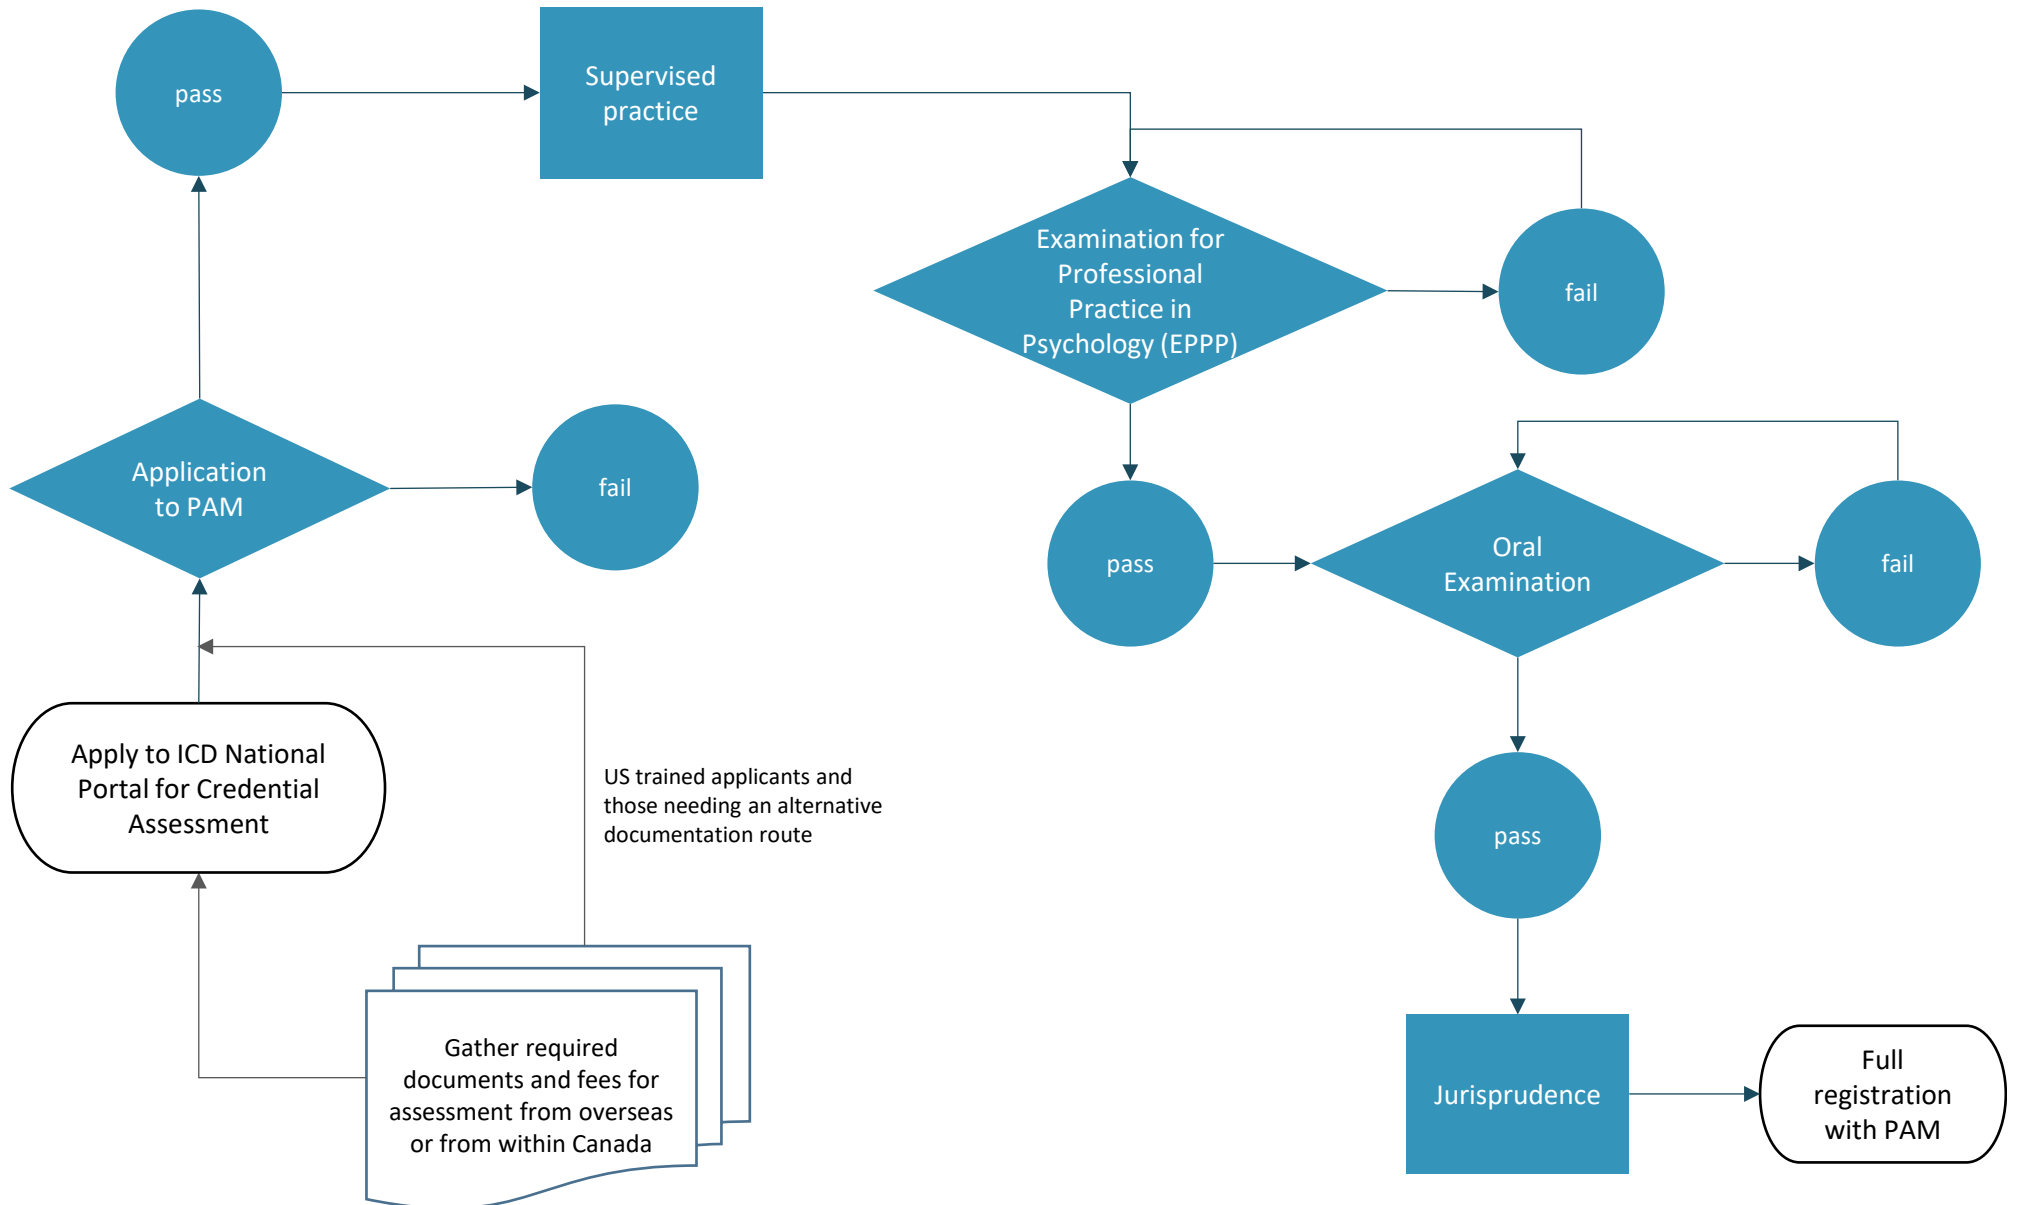 pass
Supervised
practice
Examination for
Professional
Practice in
Psychology (EPPP)
fail
Application
to PAM
fail
pass
Oral
Examination
fail
Apply to ICD National
Portal for Credential
Assessment
US trained applicants and
those needing an alternative
documentation route
pass
Gather required
documents and fees for
assessment from overseas
or from within Canada
Jurisprudence
Full
registration
with PAM